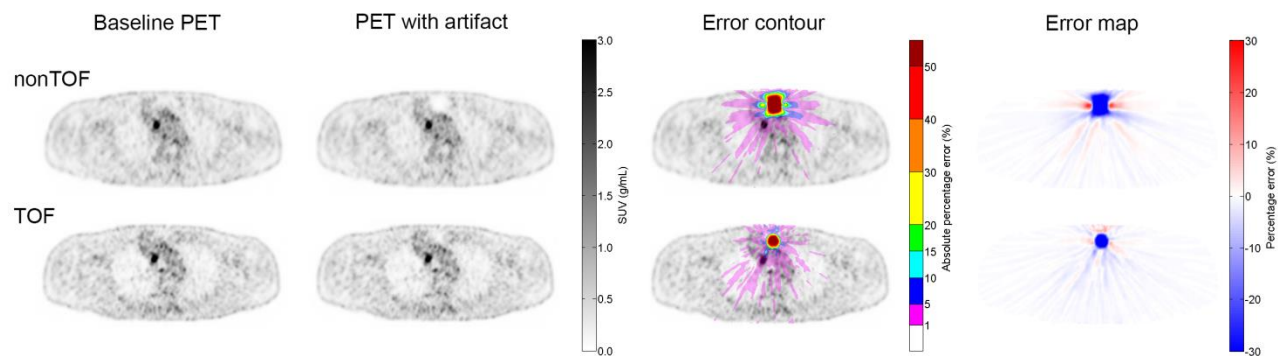 Baseline PET
PET with artifact
Error contour
Error map
nonTOF
TOF
3.0
2.5
2.0
1.5
1.0
0.5
0.0
SUV (g/mL)
50
40
30
20
15
10
5
1
Absolute percentage error (%)
30
20
10
0
-10
-20
-30
Percentage error (%)